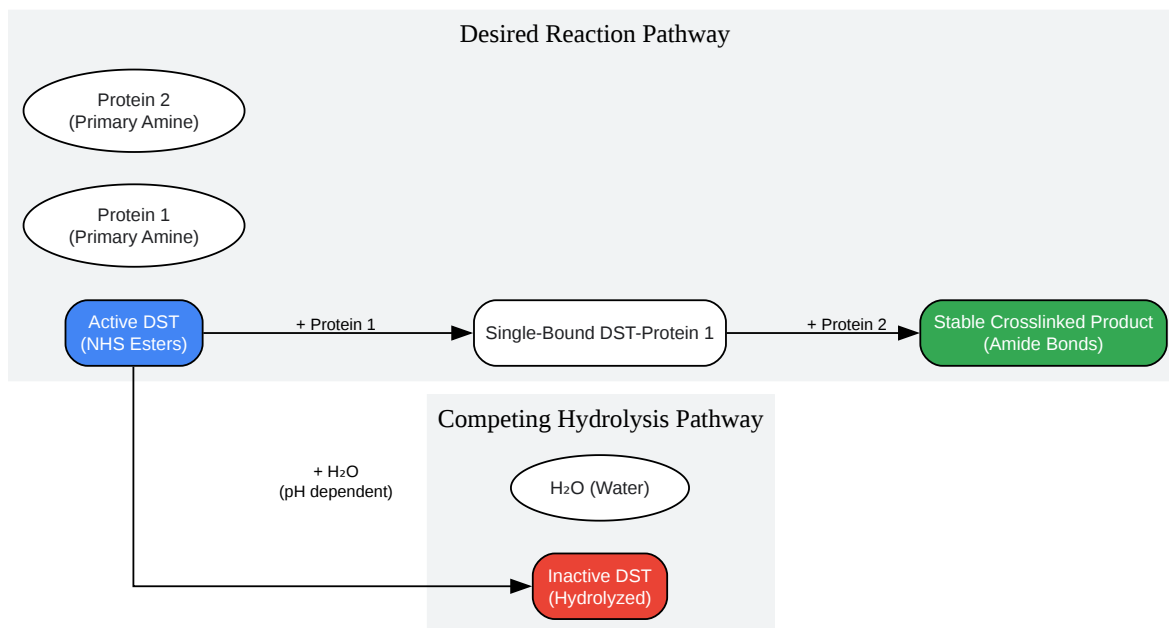 Desired Reaction Pathway
Protein 2
(Primary Amine)
Protein 1
(Primary Amine)
Active DST
(NHS Esters)
+ Protein 1
Single-Bound DST-Protein 1
+ Protein 2
Stable Crosslinked Product
(Amide Bonds)
Competing Hydrolysis Pathway
+ H₂O
(pH dependent)
H₂O (Water)
Inactive DST
(Hydrolyzed)